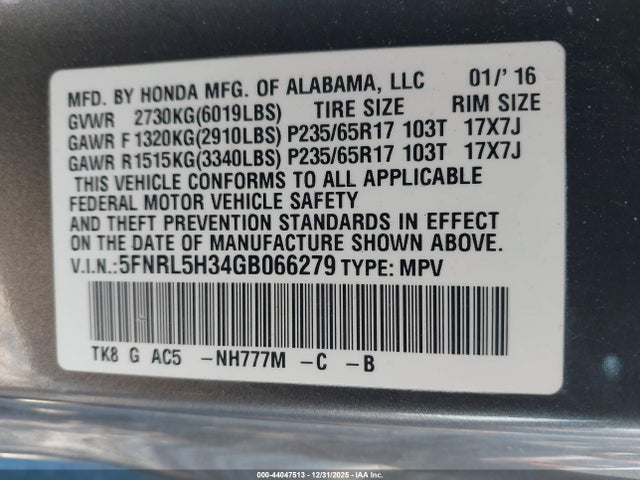 MFD. BY HONDA MFG. OF ALABAMA, LLC 01/'16
GVWR 2730KG(6019LBS) TIRE SIZE RIM SIZE
GAWR F 1320KG(2910LBS) P235/65R17 103T 17X7J
GAWR R1515KG(3340LBS) P235/65R17 103T 17X7J
THIS VEHICLE CONFORMS TO ALL APPLICABLE
FEDERAL MOTOR VEHICLE SAFETY
AND THEFT PREVENTION STANDARDS IN EFFECT
ON THE DATE OF MANUFACTURE SHOWN ABOVE.
V.I.N.:5FNRL5H34GB066279 TYPE: MPV
TK8 G AC5 -NH777M -C -B
000-44047513 - 12/31/2025 - IAA Inc.